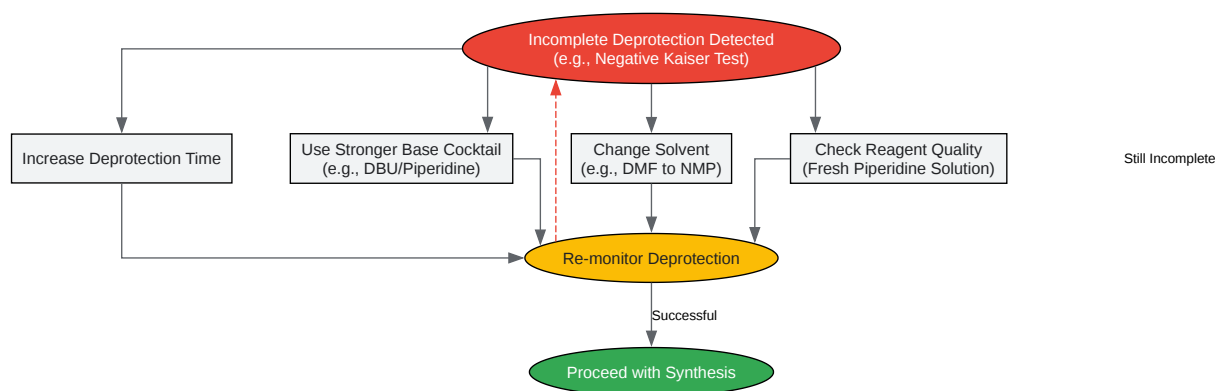 Incomplete Deprotection Detected
(e.g., Negative Kaiser Test)
Increase Deprotection Time
Use Stronger Base Cocktail
(e.g., DBU/Piperidine)
Change Solvent
(e.g., DMF to NMP)
Check Reagent Quality
(Fresh Piperidine Solution)
Still Incomplete
Re-monitor Deprotection
Successful
Proceed with Synthesis